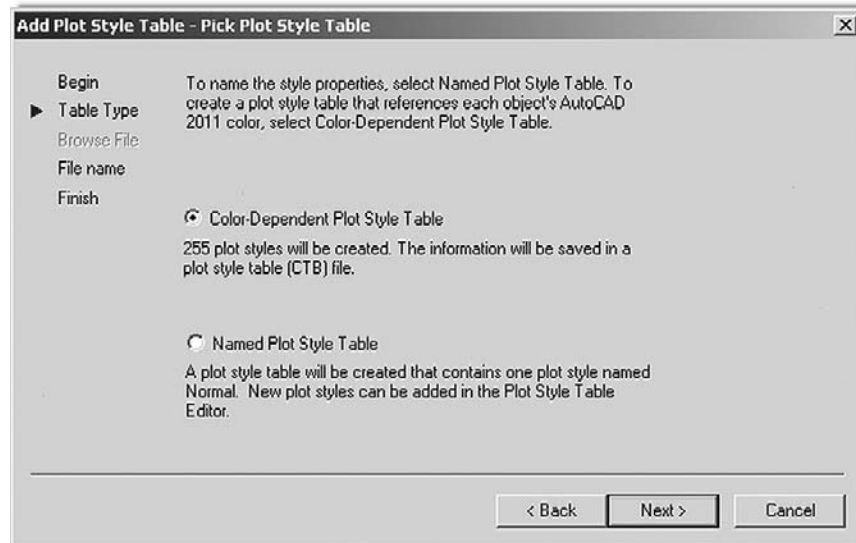 Add Plot Style Table - Pick Plot Style Table
Begin
Table Type
Browse File
File name
Finish
To name the style properties, select Named Plot Style Table. To
create a plot style table that references each object's AutoCAD
2011 color, select Color-Dependent Plot Style Table.
Color-Dependent Plot Style Table
255 plot styles will be created. The information will be saved in a
plot style table (CTB) file.
Named Plot Style Table
A plot style table will be created that contains one plot style named
Normal. New plot styles can be added in the Plot Style Table
Editor.
< Back
Next >
Cancel